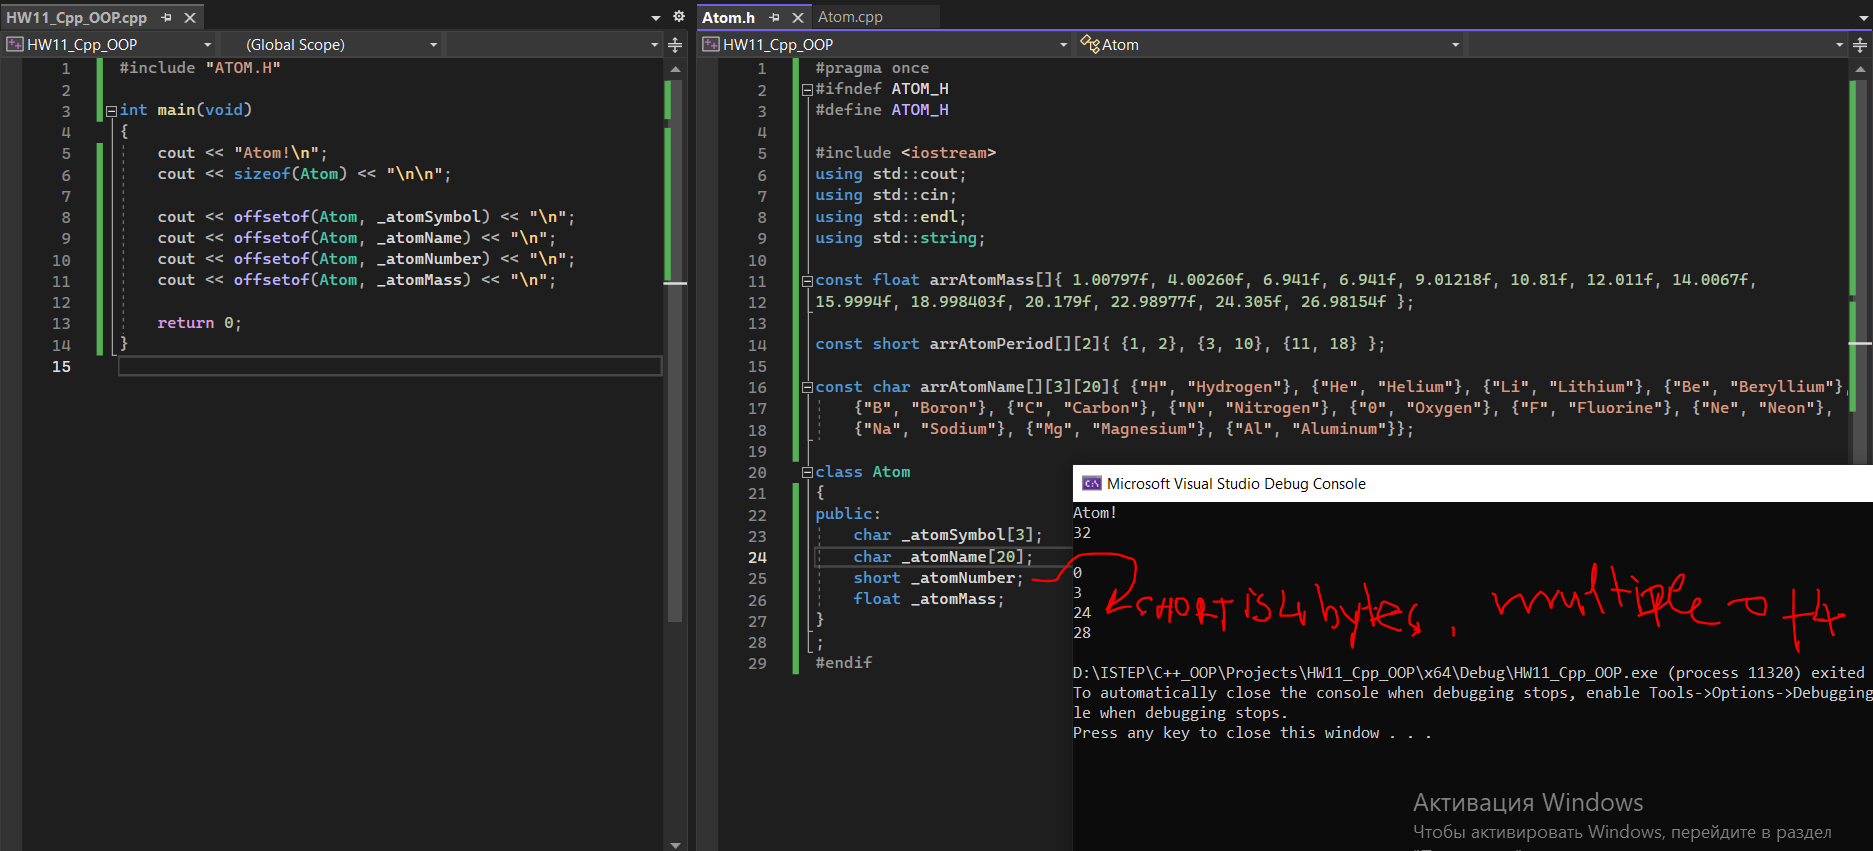 HW11_Cpp_OOP.cpp
HW11_Cpp_OOP (Global Scope)
1 #include "ATOM.H"
2
3 int main(void)
4 {
5 cout << "Atom!\n";
6 cout << sizeof(Atom) << "\n\n";
7
8 cout << offsetof(Atom, _atomSymbol) << "\n";
9 cout << offsetof(Atom, _atomName) << "\n";
10 cout << offsetof(Atom, _atomNumber) << "\n";
11 cout << offsetof(Atom, _atomMass) << "\n";
12
13 return 0;
14 }
15
Atom.h Atom.cpp
HW11_Cpp_OOP Atom
1 #pragma once
2 #ifndef ATOM_H
3 #define ATOM_H
4
5 #include <iostream>
6 using std::cout;
7 using std::cin;
8 using std::endl;
9 using std::string;
10
11 const float arrAtomMass[]{ 1.00797f, 4.00260f, 6.941f, 6.941f, 9.01218f, 10.81f, 12.011f, 14.0067f,
12 15.9994f, 18.998403f, 20.179f, 22.98977f, 24.305f, 26.98154f };
13
14 const short arrAtomPeriod[][2]{ {1, 2}, {3, 10}, {11, 18} };
15
16 const char arrAtomName[][3][20]{ {"H", "Hydrogen"}, {"He", "Helium"}, {"Li", "Lithium"}, {"Be", "Beryllium"},
17 {"B", "Boron"}, {"C", "Carbon"}, {"N", "Nitrogen"}, {"0", "Oxygen"}, {"F", "Fluorine"}, {"Ne", "Neon"},
18 {"Na", "Sodium"}, {"Mg", "Magnesium"}, {"Al", "Aluminum"}};
19
20 class Atom
21 {
22 public:
23 char _atomSymbol[3];
24 char _atomName[20];
25 short _atomNumber;
26 float _atomMass;
27 }
28 ;
29 #endif
Microsoft Visual Studio Debug Console
Atom!
32
0
3
24
28
SHORT is 4 bytes, multiple of 4
D:\ISTEP\C++_OOP\Projects\HW11_Cpp_OOP\x64\Debug\HW11_Cpp_OOP.exe (process 11320) exited
To automatically close the console when debugging stops, enable Tools->Options->Debugging
le when debugging stops.
Press any key to close this window . . .
Активация Windows
Чтобы активировать Windows, перейдите в раздел